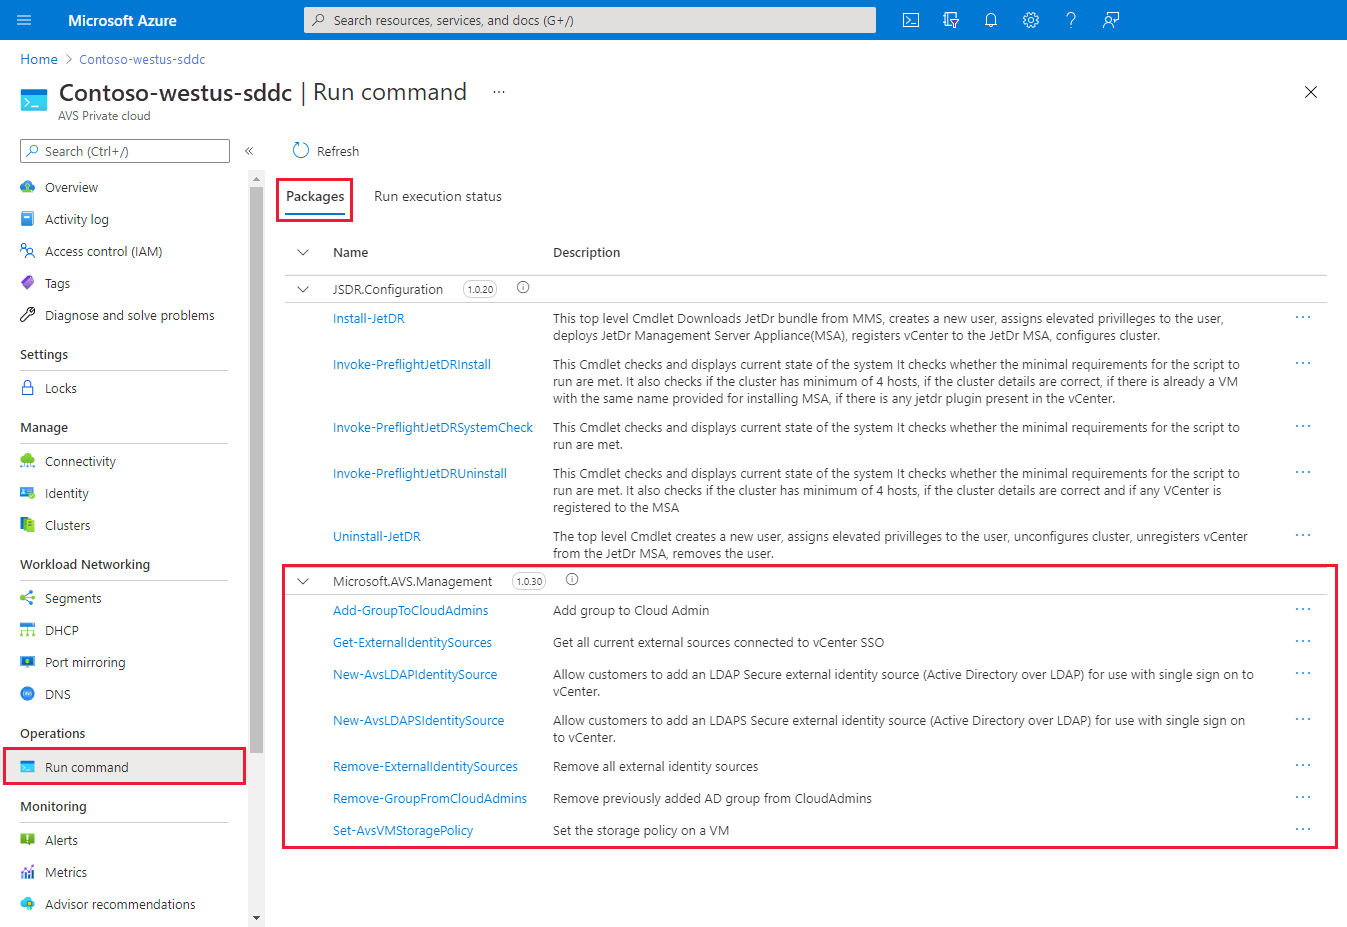 Microsoft Azure
Search resources, services, and docs (G+/)
Home > Contoso-westus-sddc
Contoso-westus-sddc | Run command ...
AVS Private cloud
Search (Ctrl+/)
«
Refresh
Overview
Activity log
Access control (IAM)
Tags
Diagnose and solve problems
Settings
Locks
Manage
Connectivity
Identity
Clusters
Workload Networking
Segments
DHCP
Port mirroring
DNS
Operations
Run command
Monitoring
Alerts
Metrics
Advisor recommendations
Packages
Run execution status
Name
Description
JSDR.Configuration 1.0.20
Install-JetDR
This top level Cmdlet Downloads JetDr bundle from MMS, creates a new user, assigns elevated privilleges to the user,
deploys JetDr Management Server Appliance(MSA), registers vCenter to the JetDr MSA, configures cluster.
Invoke-PreflightJetDRInstall
This Cmdlet checks and displays current state of the system It checks whether the minimal requirements for the script to
run are met. It also checks if the cluster has minimum of 4 hosts, if the cluster details are correct, if there is already a VM
with the same name provided for installing MSA, if there is any jetdr plugin present in the vCenter.
Invoke-PreflightJetDRSystemCheck
This Cmdlet checks and displays current state of the system It checks whether the minimal requirements for the script to
run are met.
Invoke-PreflightJetDRUninstall
This Cmdlet checks and displays current state of the system It checks whether the minimal requirements for the script to
run are met. It also checks if the cluster has minimum of 4 hosts, if the cluster details are correct and if any VCenter is
registered to the MSA
Uninstall-JetDR
The top level Cmdlet creates a new user, assigns elevated privilleges to the user, unconfigures cluster, unregisters vCenter
from the JetDr MSA, removes the user.
Microsoft.AVS.Management 1.0.30
Add-GroupToCloudAdmins
Add group to Cloud Admin
Get-ExternalIdentitySources
Get all current external sources connected to vCenter SSO
New-AvsLDAPIdentitySource
Allow customers to add an LDAP Secure external identity source (Active Directory over LDAP) for use with single sign on to
vCenter.
New-AvsLDAPSIdentitySource
Allow customers to add an LDAPS Secure external identity source (Active Directory over LDAP) for use with single sign on
to vCenter.
Remove-ExternalIdentitySources
Remove all external identity sources
Remove-GroupFromCloudAdmins
Remove previously added AD group from CloudAdmins
Set-AvsVMStoragePolicy
Set the storage policy on a VM